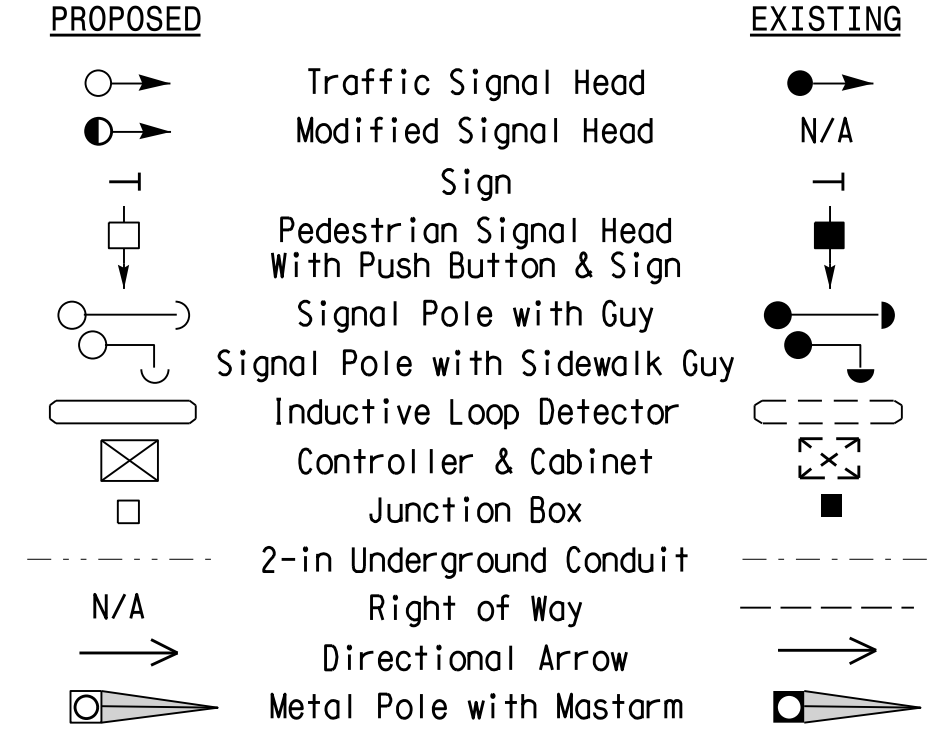 PROPOSED EXISTING
Traffic Signal Head
Modified Signal Head N/A
Sign
Pedestrian Signal Head
With Push Button & Sign
Signal Pole with Guy
Signal Pole with Sidewalk Guy
Inductive Loop Detector
Controller & Cabinet
Junction Box
2-in Underground Conduit
N/A Right of Way
Directional Arrow
Metal Pole with Mastarm